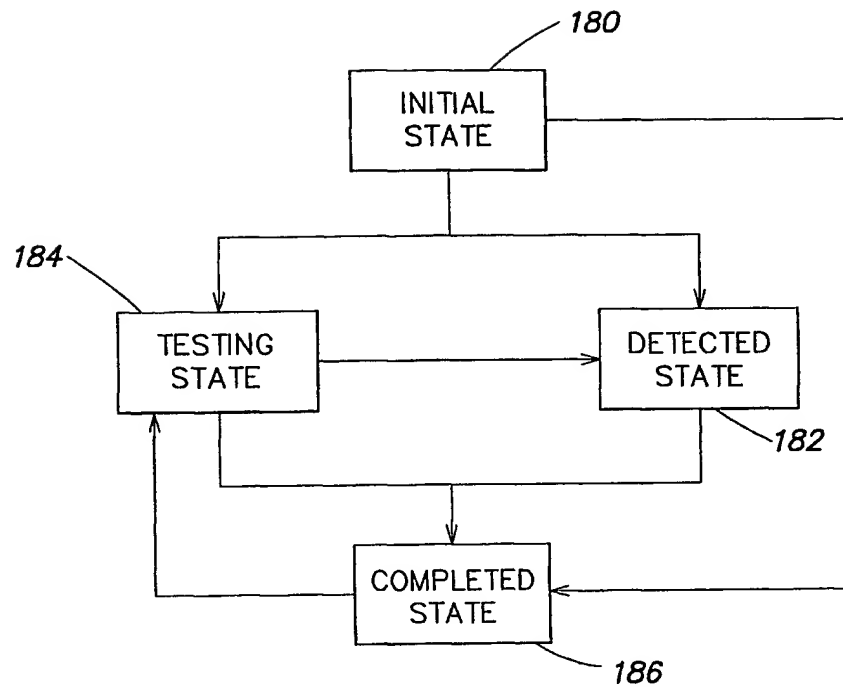 180
INITIAL
STATE
184
TESTING
STATE
DETECTED
STATE
182
COMPLETED
STATE
186